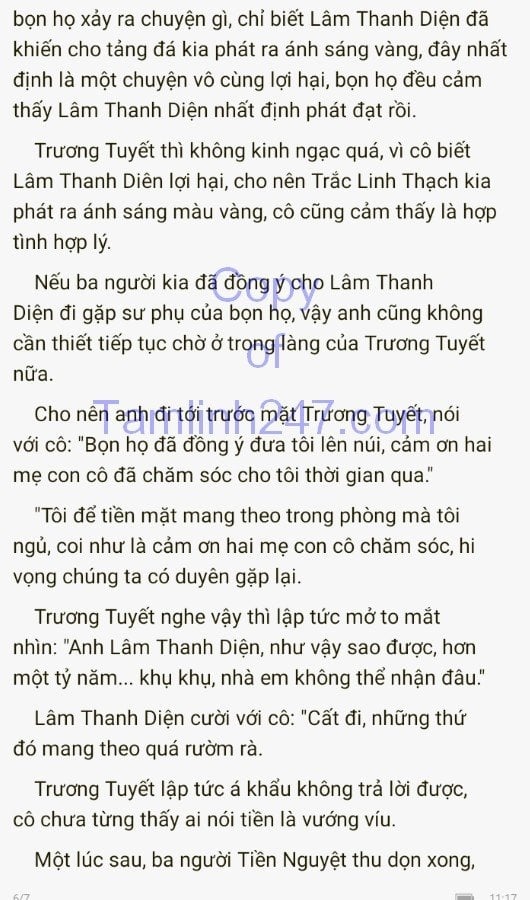 bọn họ xảy ra chuyện gì, chỉ biết Lâm Thanh Diện đã
khiến cho tảng đá kia phát ra ánh sáng vàng, đây nhất
định là một chuyện vô cùng lợi hại, bọn họ đều cảm
thấy Lâm Thanh Diện nhất định phát đạt rồi.
Trương Tuyết thì không kinh ngạc quá, vì cô biết
Lâm Thanh Diên lợi hại, cho nên Trắc Linh Thạch kia
phát ra ánh sáng màu vàng, cô cũng cảm thấy là hợp
tình hợp lý.
Nếu ba người kia đã đồng ý cho Lâm Thanh
Diện đi gặp sư phụ của bọn họ, vậy anh cũng không
cần thiết tiếp tục chờ ở trong làng của Trương Tuyết
nữa.
Cho nên anh đi tới trước mặt Trương Tuyết, nói
với cô: "Bọn họ đã đồng ý đưa tôi lên núi, cảm ơn hai
mẹ con cô đã chăm sóc cho tôi thời gian qua."
"Tôi để tiền mặt mang theo trong phòng mà tôi
ngủ, coi như là cảm ơn hai mẹ con cô chăm sóc, hi
vọng chúng ta có duyên gặp lại.
Trương Tuyết nghe vậy thì lập tức mở to mắt
nhìn: "Anh Lâm Thanh Diện, như vậy sao được, hơn
một tỷ năm... khụ khụ, nhà em không thể nhận đâu."
Lâm Thanh Diện cười với cô: "Cất đi, những thứ
đó mang theo quá rườm rà.
Trương Tuyết lập tức á khẩu không trả lời được,
cô chưa từng thấy ai nói tiền là vướng víu.
Một lúc sau, ba người Tiền Nguyệt thu dọn xong,
Copy
of
Tamlinh247.com
6/7
11:17